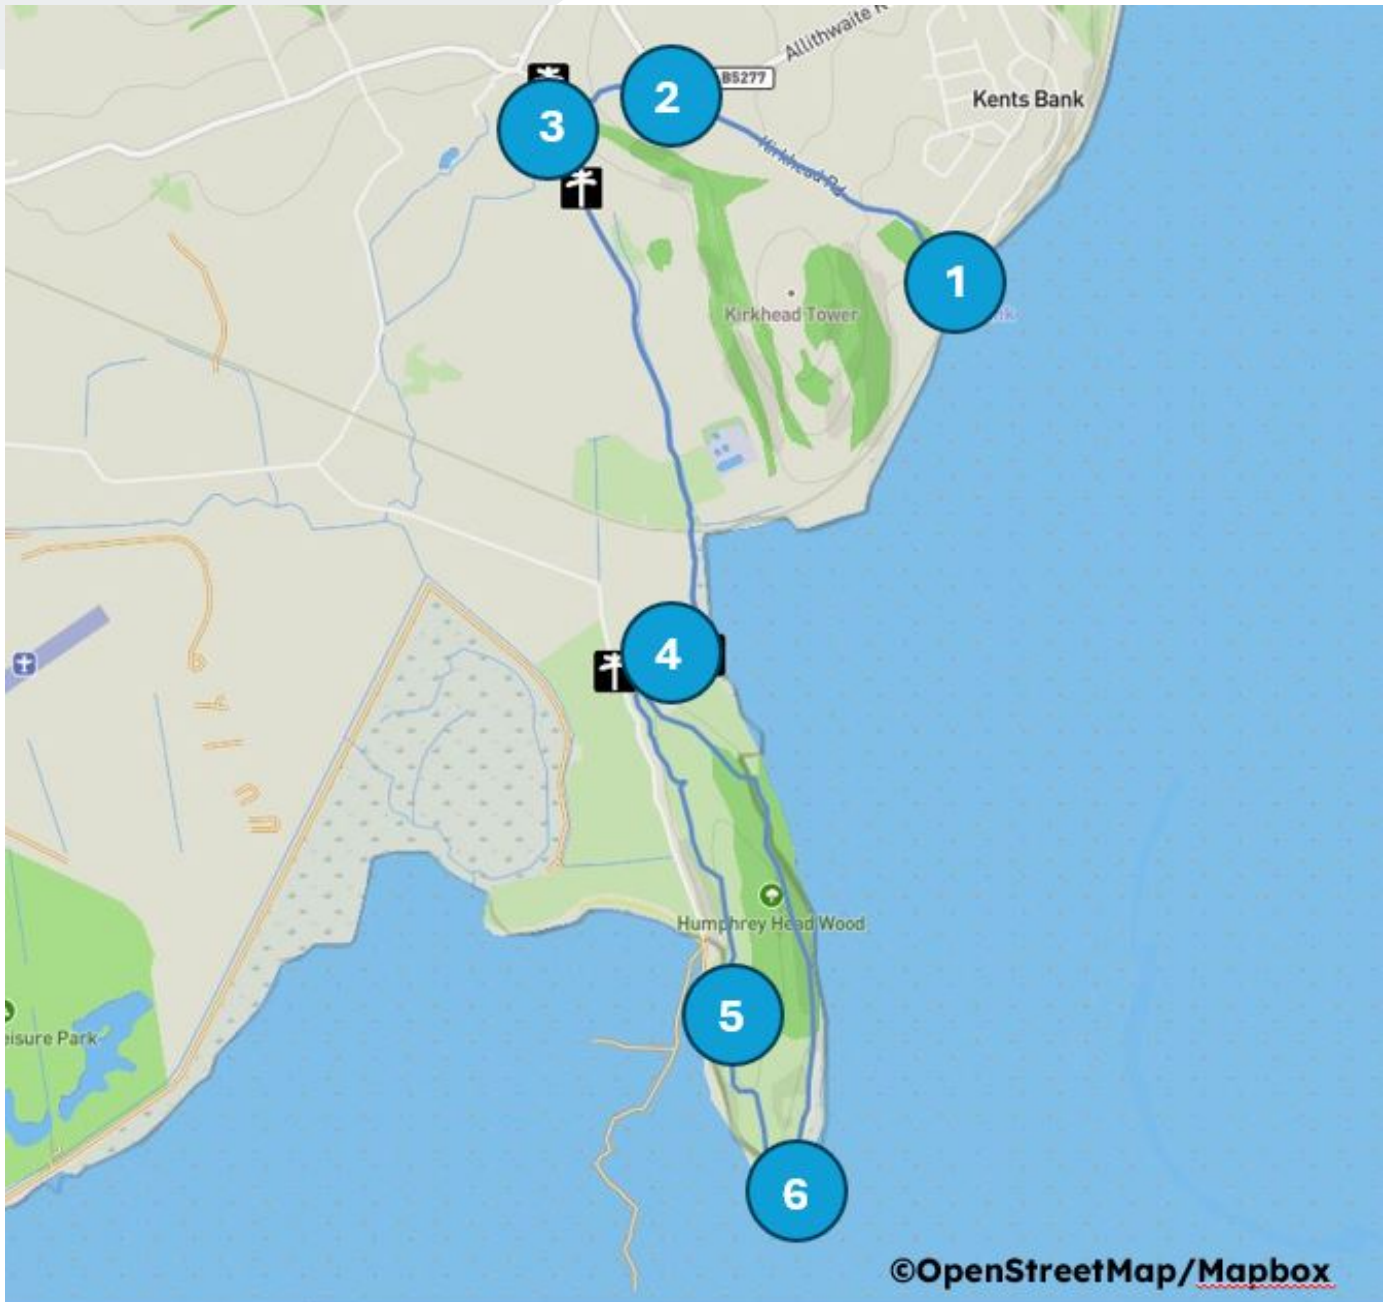 Allithwaite R
B5277
2
3
Kents Bank
Kirkhead Rd
1
Kirkhead Tower
4
Humphrey Head Wood
5
eisure Park
6
©OpenStreetMap/Mapbox